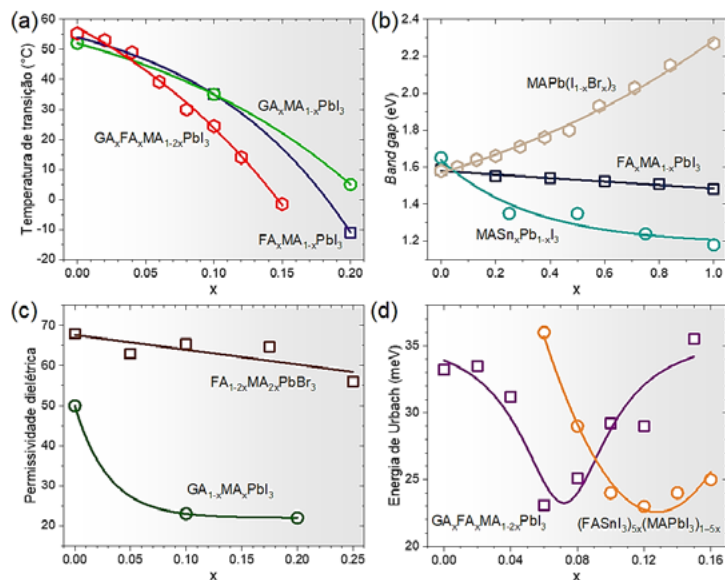 (a)
Temperatura de transição (°C)
60
50
40
30
20
10
0
-10
-20
GAₓMA₁₋ₓPbI₃
GAₓFAₓMA₁₋₂ₓPbI₃
FAₓMA₁₋ₓPbI₃
0.00 0.05 0.10 0.15 0.20
x
(b)
Band gap (eV)
2.4
2.2
2.0
1.8
1.6
1.4
1.2
MAPb(I₁₋ₓBrₓ)₃
FAₓMA₁₋ₓPbI₃
MASnₓPb₁₋ₓI₃
0.0 0.2 0.4 0.6 0.8 1.0
x
(c)
Permissividade dielétrica
70
60
50
40
30
20
FA₁₋₂ₓMA₂ₓPbBr₃
GA₁₋ₓMAₓPbI₃
0.00 0.05 0.10 0.15 0.20 0.25
x
(d)
Energia de Urbach (meV)
35
30
25
22
GAₓFAₓMA₁₋₂ₓPbI₃
(FASnI₃)₅ₓ(MAPbI₃)₁₋₅ₓ
0.00 0.04 0.08 0.12 0.16
x